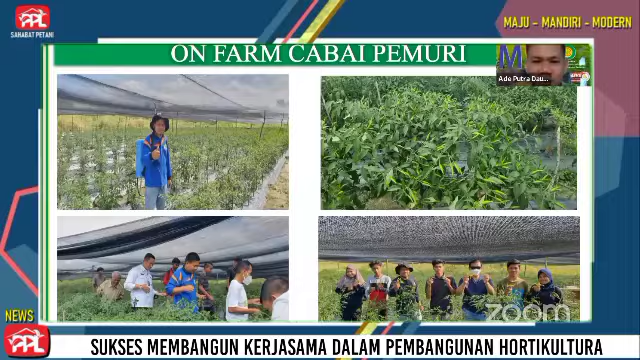 PPL
SAHABAT PETANI
MAJU - MANDIRI - MODERN
ON FARM CABAI PEMURI
M
Ade Putra Dau...
zoom
NEWS
PPL
SUKSES MEMBANGUN KERJASAMA DALAM PEMBANGUNAN HORTIKULTURA